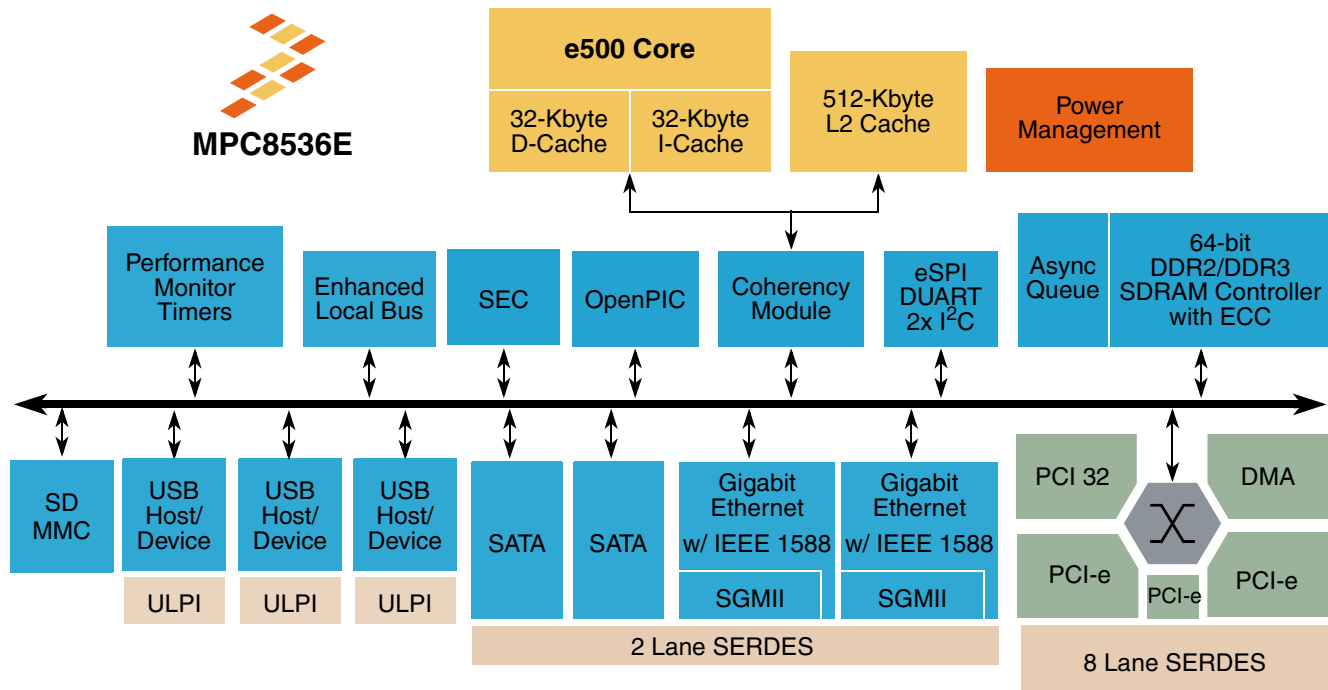 MPC8536E
e500 Core
32-Kbyte
D-Cache
32-Kbyte
I-Cache
512-Kbyte
L2 Cache
Power
Management
Performance
Monitor
Timers
Enhanced
Local Bus
SEC
OpenPIC
Coherency
Module
eSPI
DUART
2x I²C
Async
Queue
64-bit
DDR2/DDR3
SDRAM Controller
with ECC
SD
MMC
USB
Host/
Device
ULPI
USB
Host/
Device
ULPI
USB
Host/
Device
ULPI
SATA
SATA
Gigabit
Ethernet
w/ IEEE 1588
SGMII
Gigabit
Ethernet
w/ IEEE 1588
SGMII
2 Lane SERDES
PCI 32
DMA
PCI-e
PCI-e
PCI-e
8 Lane SERDES